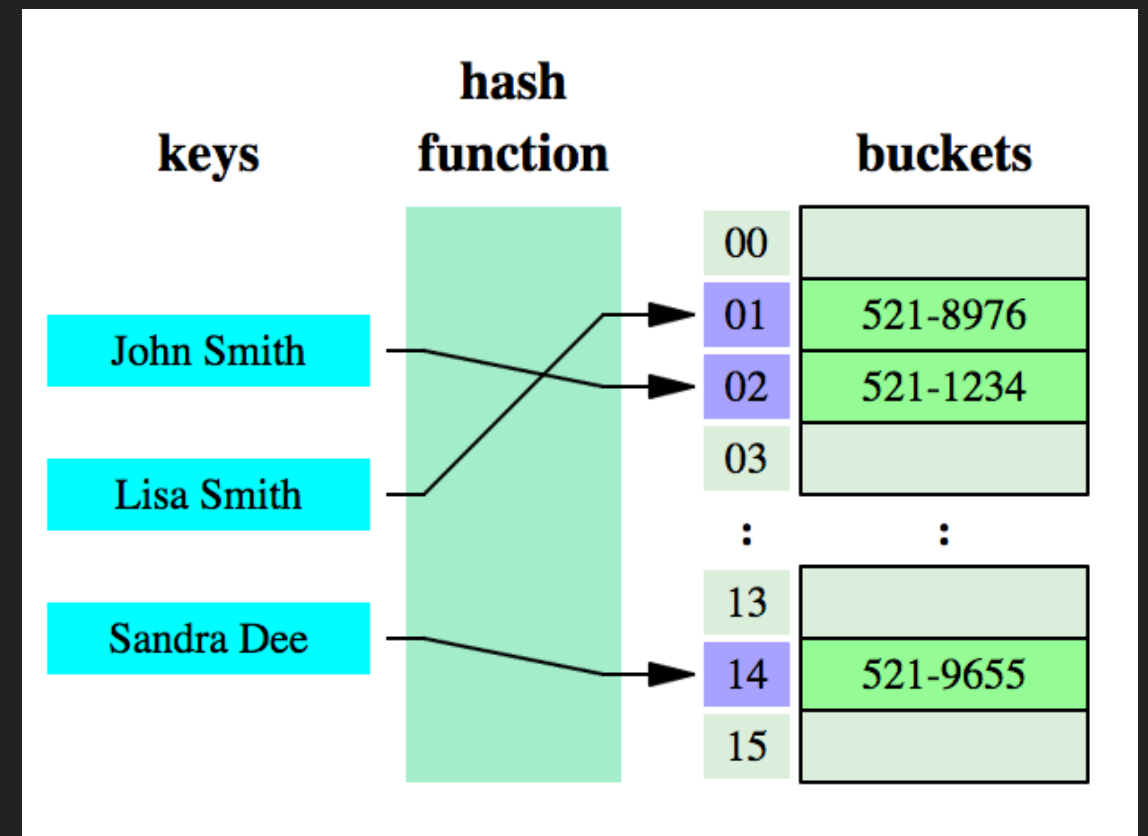 hash
keys function buckets
00
01 521-8976
John Smith
02 521-1234
03
Lisa Smith
: :
13
Sandra Dee
14 521-9655
15